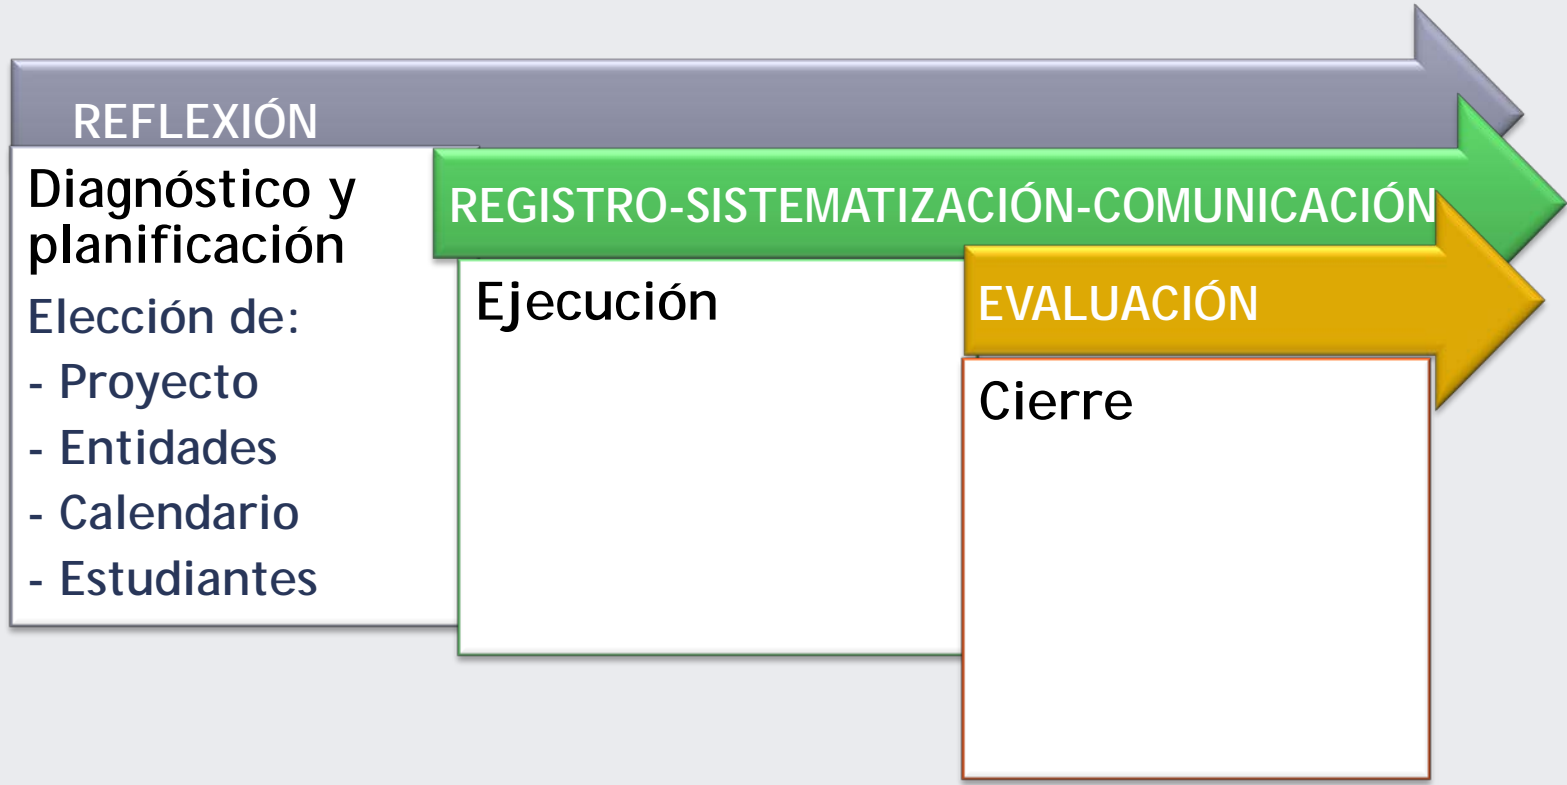 REFLEXIÓN
Diagnóstico y
planificación
Elección de:
- Proyecto
- Entidades
- Calendario
- Estudiantes
REGISTRO-SISTEMATIZACIÓN-COMUNICACIÓN
Ejecución
EVALUACIÓN
Cierre